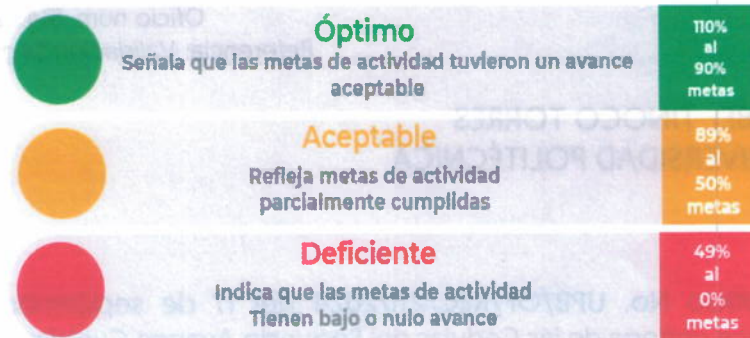 Óptimo
Señala que las metas de actividad tuvieron un avance
aceptable
110%
al
90%
metas
Aceptable
Refleja metas de actividad
parcialmente cumplidas
89%
al
50%
metas
Deficiente
Indica que las metas de actividad
Tienen bajo o nulo avance
49%
al
0%
metas